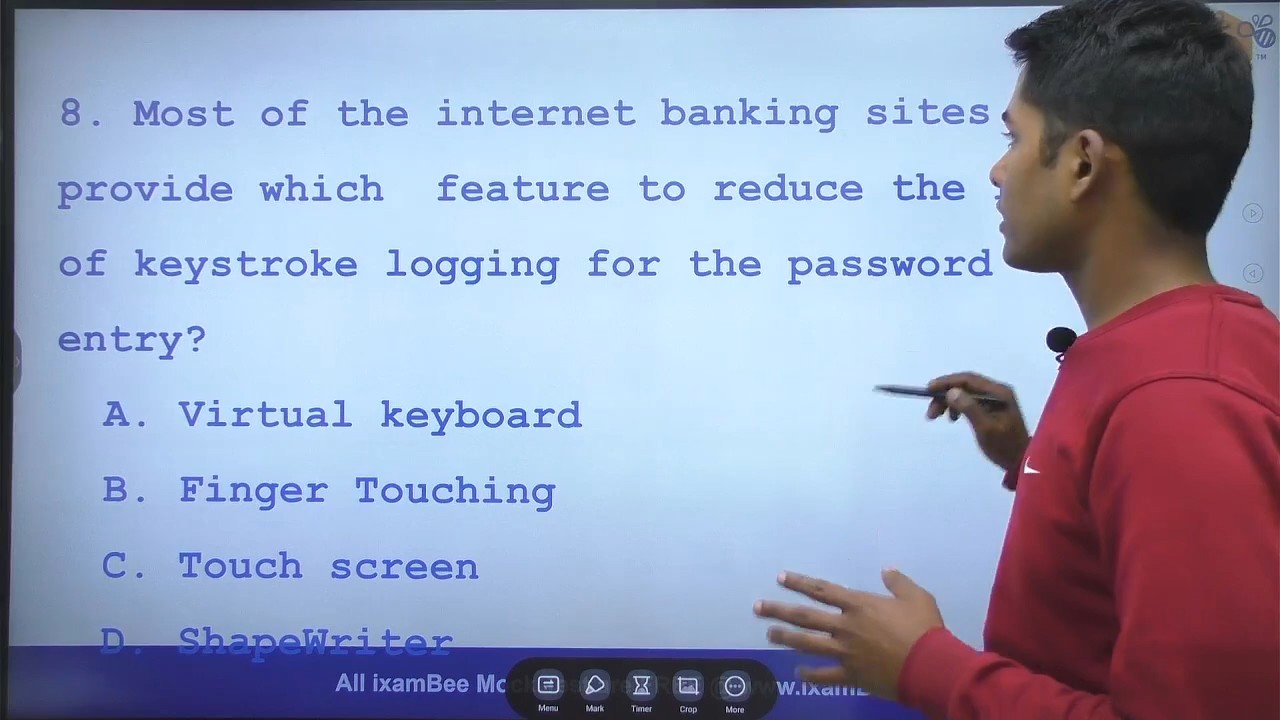 8. Most of the internet banking sites
provide which feature to reduce the
of keystroke logging for the password
entry?
A. Virtual keyboard
B. Finger Touching
C. Touch screen
D. ShapeWriter
All ixamBee
Menu
Mark
Timer
Crop
More
TM